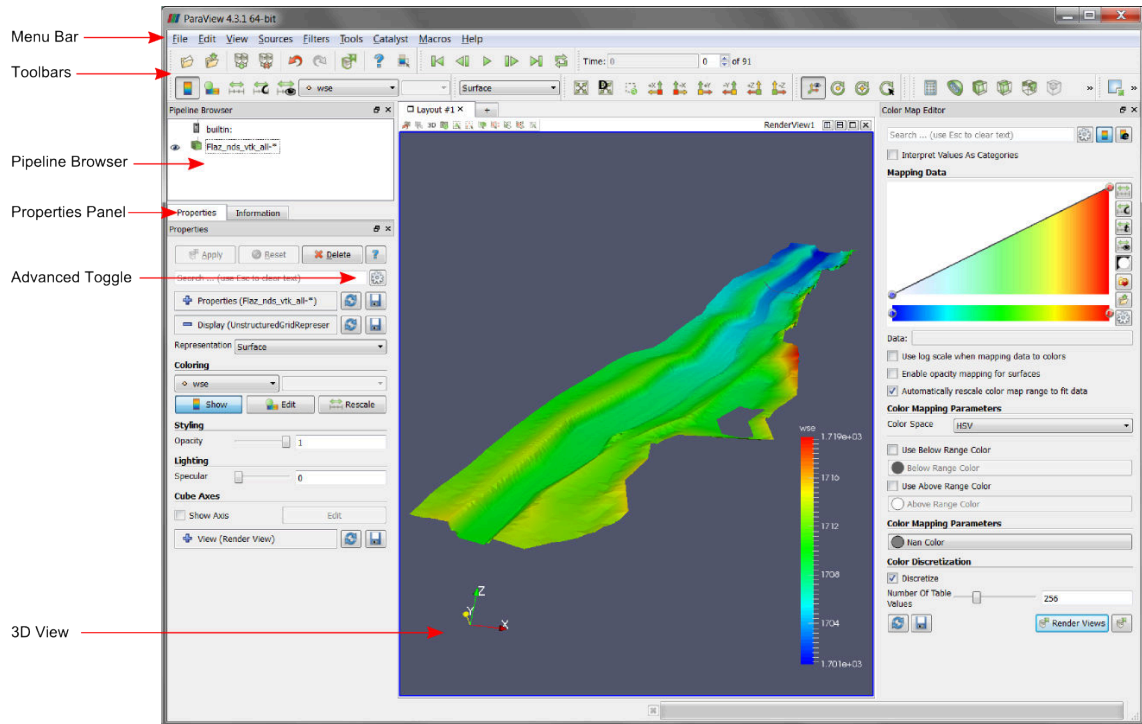 ParaView 4.3.1 64-bit
Menu Bar
File Edit View Sources Filters Tools Catalyst Macros Help
Time: 0 0 of 91
Toolbars
wse
Surface
+X -X +Y -Y +Z -Z
Pipeline Browser
builtin:
Flaz_nds_vtk_all-*
Pipeline Browser
Properties Panel
Properties Information
Properties
Apply Reset Delete ?
Advanced Toggle
Search ... (use Esc to clear text)
Properties (Flaz_nds_vtk_all-*)
Display (UnstructuredGridRepreser
Representation Surface
Coloring
wse
Show Edit Rescale
Styling
Opacity 1
Lighting
Specular 0
Cube Axes
Show Axis Edit
View (Render View)
3D View
Layout #1 × +
3D
RenderView1
wse
1.719e+03
1716
1712
1708
1704
1.701e+03
Z
Y
X
Color Map Editor
Search ... (use Esc to clear text)
Interpret Values As Categories
Mapping Data
Data:
Use log scale when mapping data to colors
Enable opacity mapping for surfaces
Automatically rescale color map range to fit data
Color Mapping Parameters
Color Space HSV
Use Below Range Color
Below Range Color
Use Above Range Color
Above Range Color
Color Mapping Parameters
Nan Color
Color Discretization
Discretize
Number Of Table
Values
256
Render Views